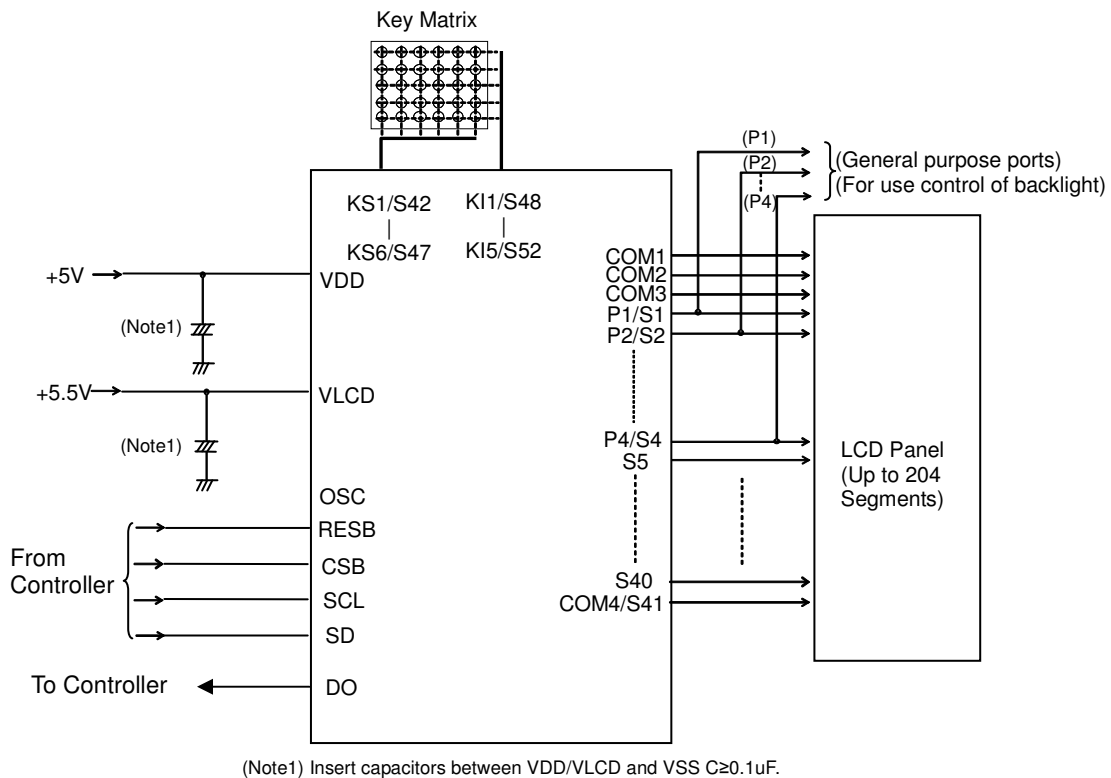 Key Matrix
KS1/S42
KI1/S48
KS6/S47
KI5/S52
(P1)
(P2)
(P4)
(General purpose ports)
(For use control of backlight)
+5V
VDD
(Note1)
+5.5V
VLCD
(Note1)
OSC
RESB
CSB
SCL
SD
DO
From
Controller
To Controller
COM1
COM2
COM3
P1/S1
P2/S2
P4/S4
S5
S40
COM4/S41
LCD Panel
(Up to 204
Segments)
(Note1) Insert capacitors between VDD/VLCD and VSS C≥0.1uF.